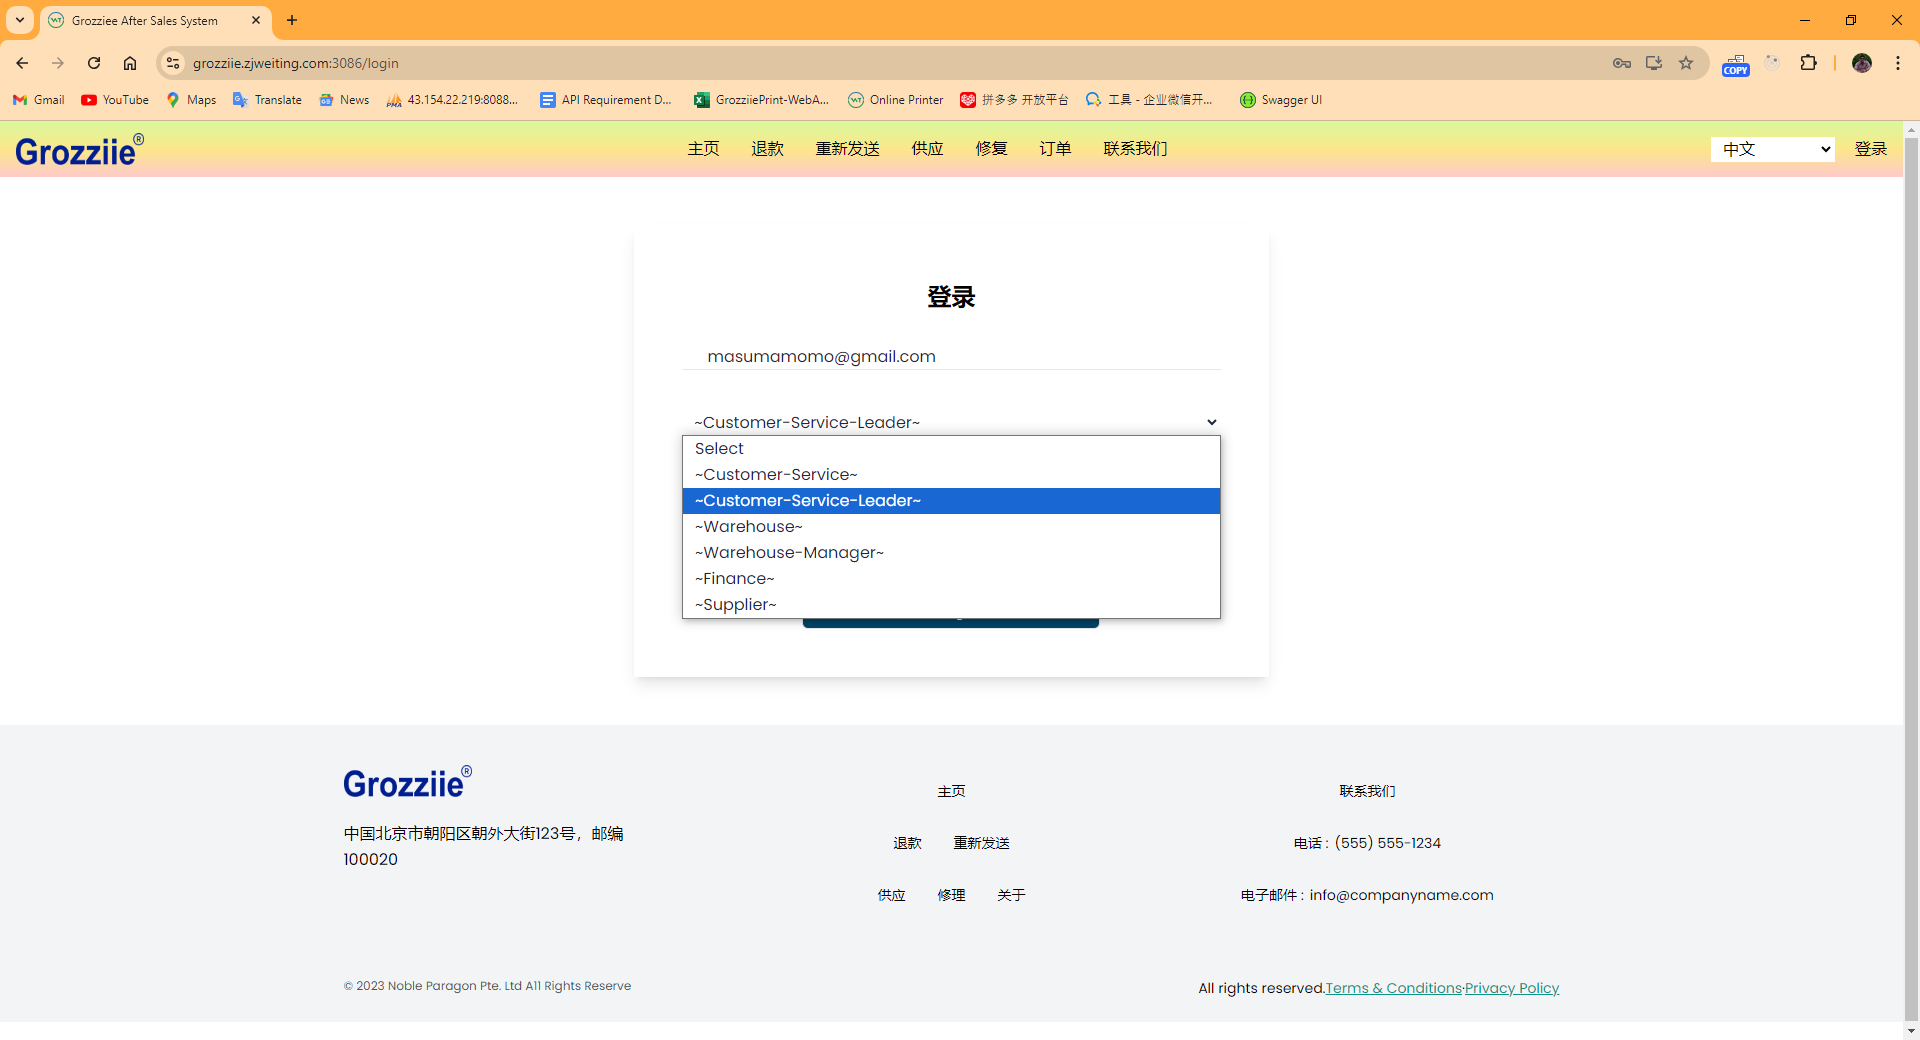 Grozziee After Sales System
grozziie.zjweiting.com:3086/login
COPY
Gmail YouTube Maps Translate News 43.154.22.219:8088... API Requirement D... GrozziiePrint-WebA... Online Printer 拼多多 开放平台 工具 - 企业微信开... Swagger UI
Grozziie® 主页 退款 重新发送 供应 修复 订单 联系我们 中文 登录
登录
masumamomo@gmail.com
~Customer-Service-Leader~
Select
~Customer-Service~
~Customer-Service-Leader~
~Warehouse~
~Warehouse-Manager~
~Finance~
~Supplier~
Grozziie®
中国北京市朝阳区朝外大街123号，邮编
100020
主页
退款 重新发送
供应 修理 关于
联系我们
电话 : (555) 555-1234
电子邮件 : info@companyname.com
© 2023 Noble Paragon Pte. Ltd A11 Rights Reserve
All rights reserved.Terms & Conditions·Privacy Policy